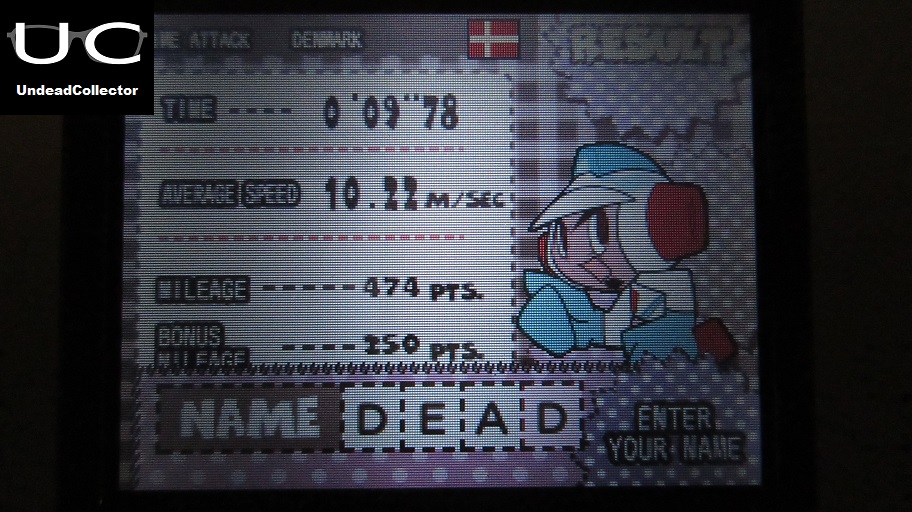 UC
UndeadCollector
ME ATTACK DENMARK
RESULT
TIME ---- 0'09"78
AVERAGE SPEED 10.22 M/SEC
MILEAGE ------ 474 PTS.
BONUS
MILEAGE ----- 250 PTS.
NAME DEAD
ENTER
YOUR NAME